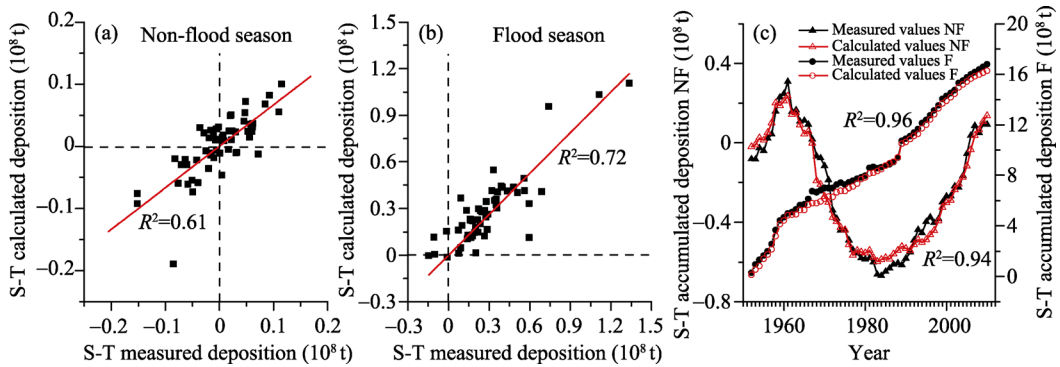 (a) Non-flood season
S-T calculated deposition (10⁸ t)
0.2
0.1
0
−0.1
−0.2
R²=0.61
−0.2 −0.1 0 0.1 0.2
S-T measured deposition (10⁸ t)
(b) Flood season
S-T calculated deposition (10⁸ t)
1.5
1.2
0.9
0.6
0.3
0
−0.3
R²=0.72
0 0.3 0.6 0.9 1.2 1.5
S-T measured deposition (10⁸ t)
(c)
Measured values NF
Calculated values NF
Measured values F
Calculated values F
S-T accumulated deposition NF (10⁸ t)
0.4
0
−0.4
−0.8
R²=0.96
R²=0.94
S-T accumulated deposition F (10⁸ t)
20
16
12
8
4
0
1960 1980 2000
Year